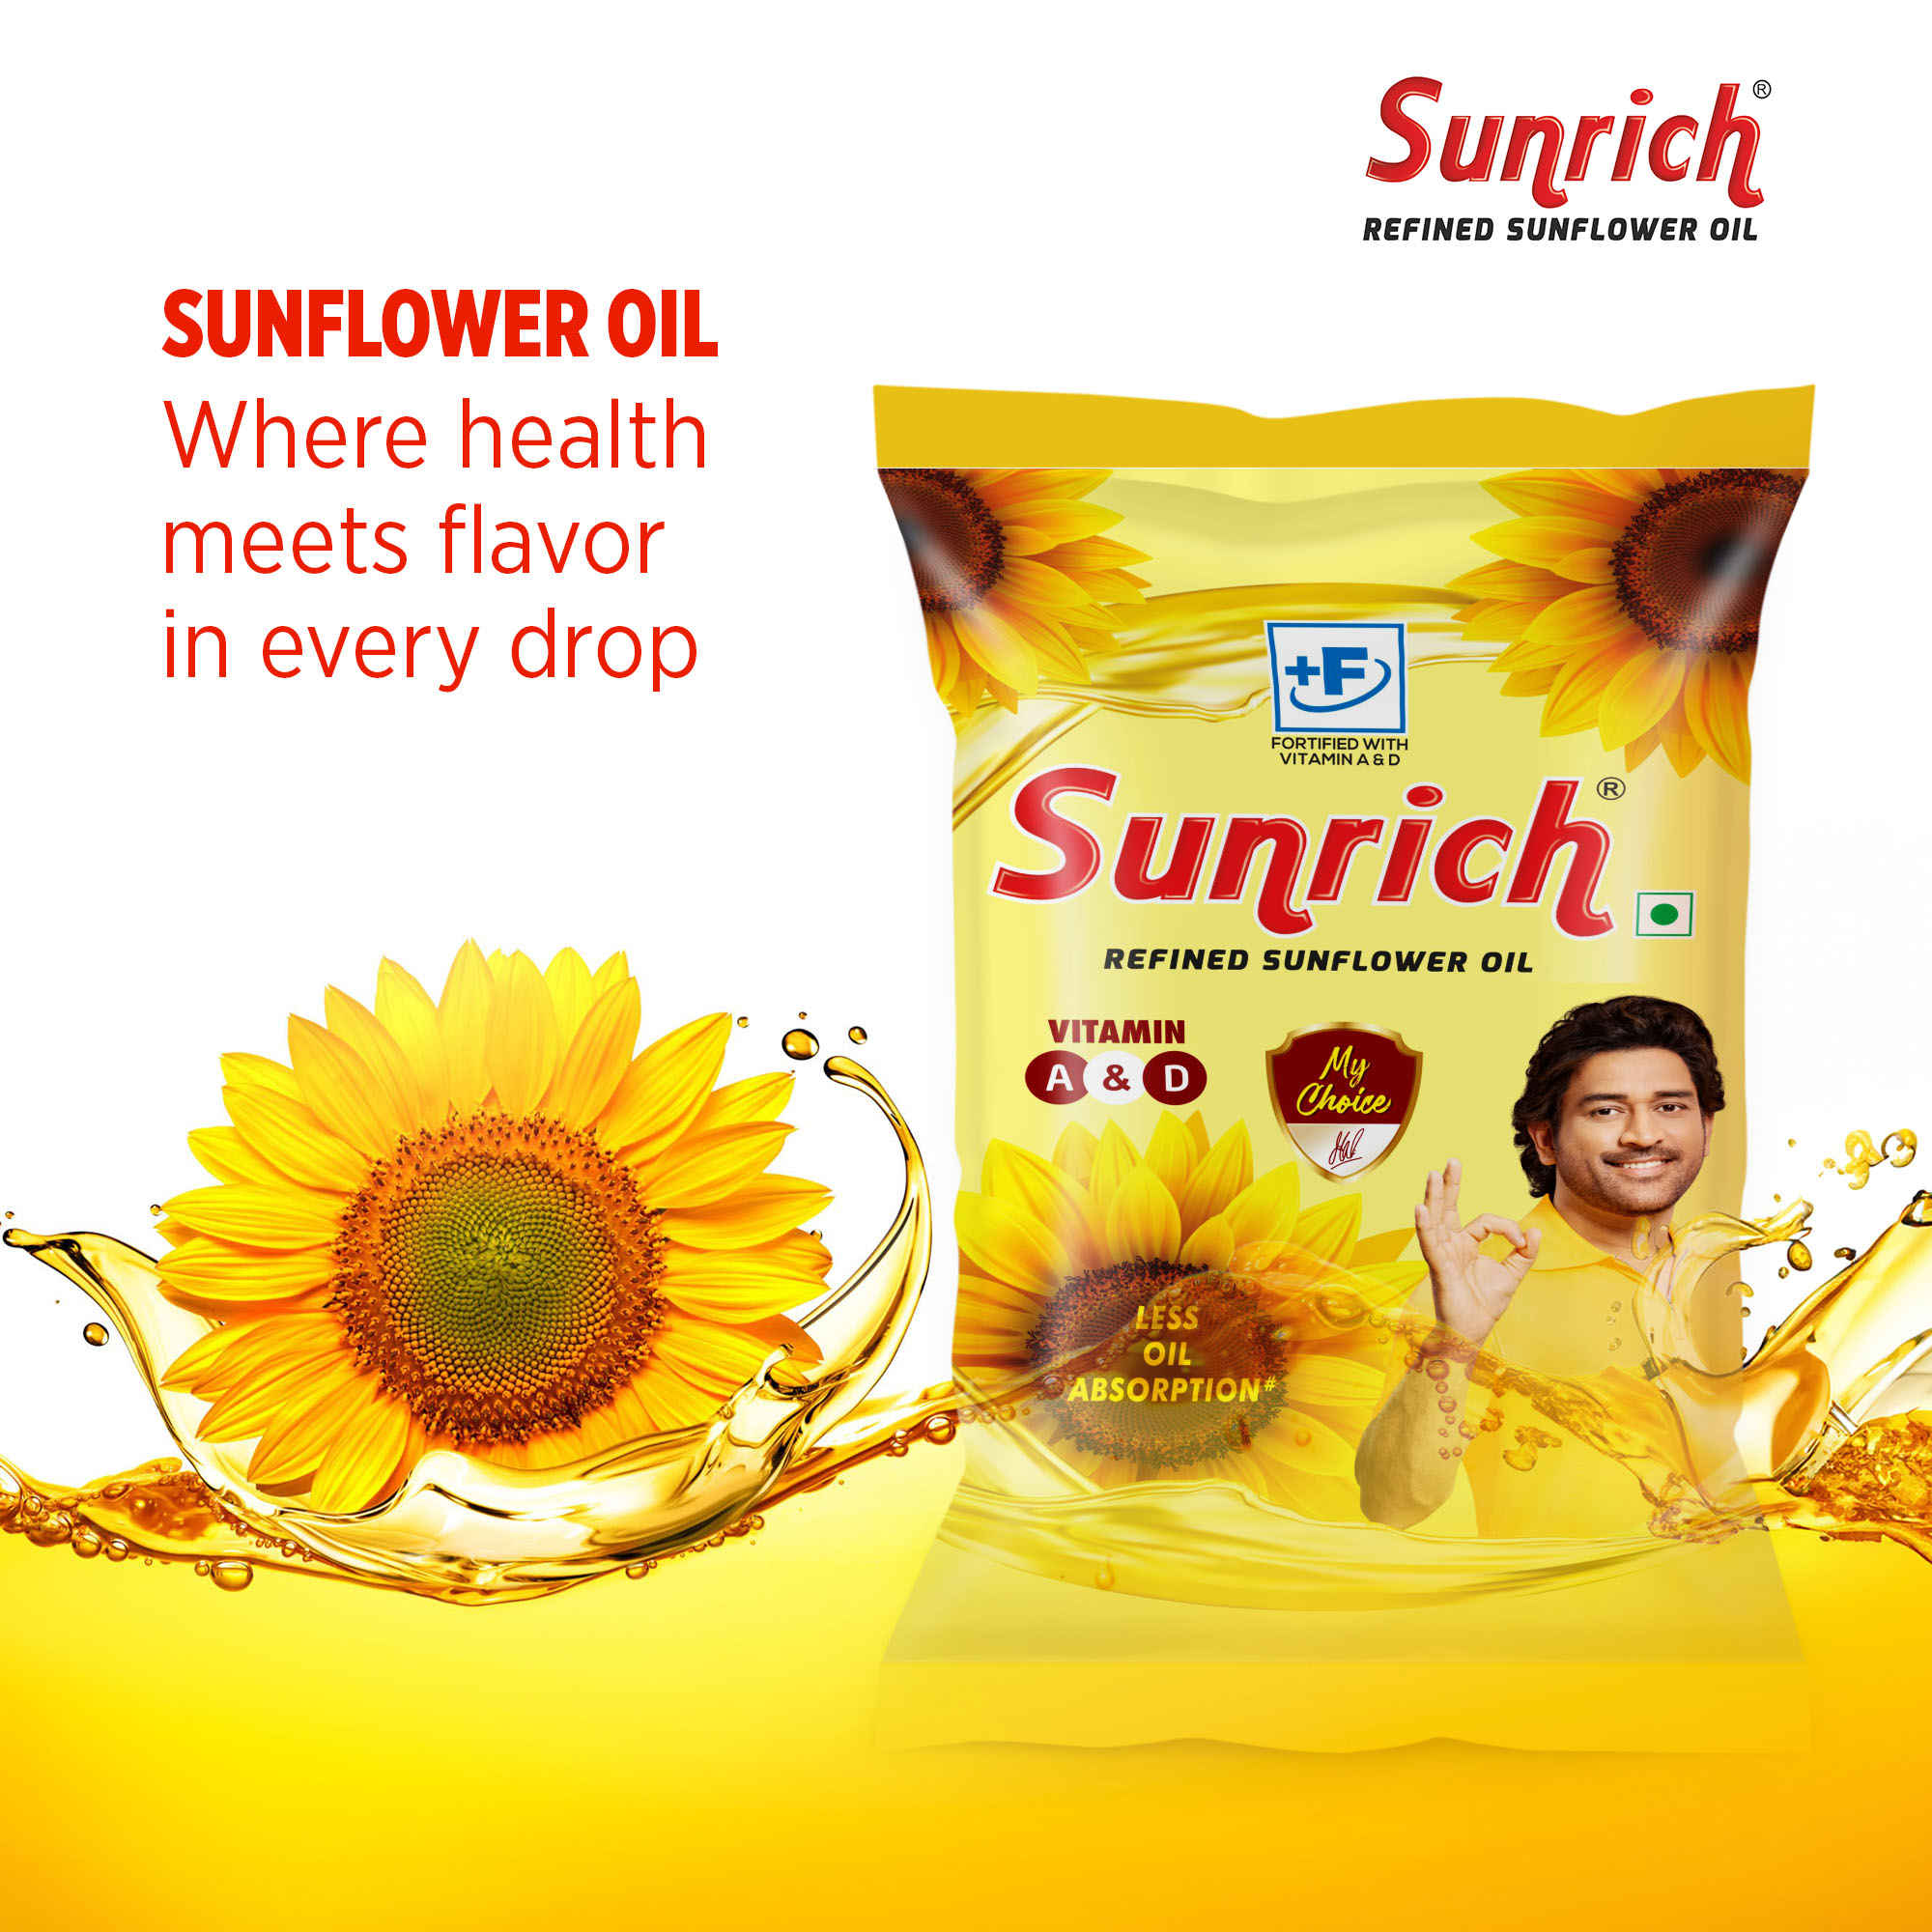 Sunrich®
REFINED SUNFLOWER OIL
SUNFLOWER OIL
Where health
meets flavor
in every drop
+F
FORTIFIED WITH
VITAMIN A & D
Sunrich®
REFINED SUNFLOWER OIL
VITAMIN
A & D
My
Choice
LESS
OIL
ABSORPTION#